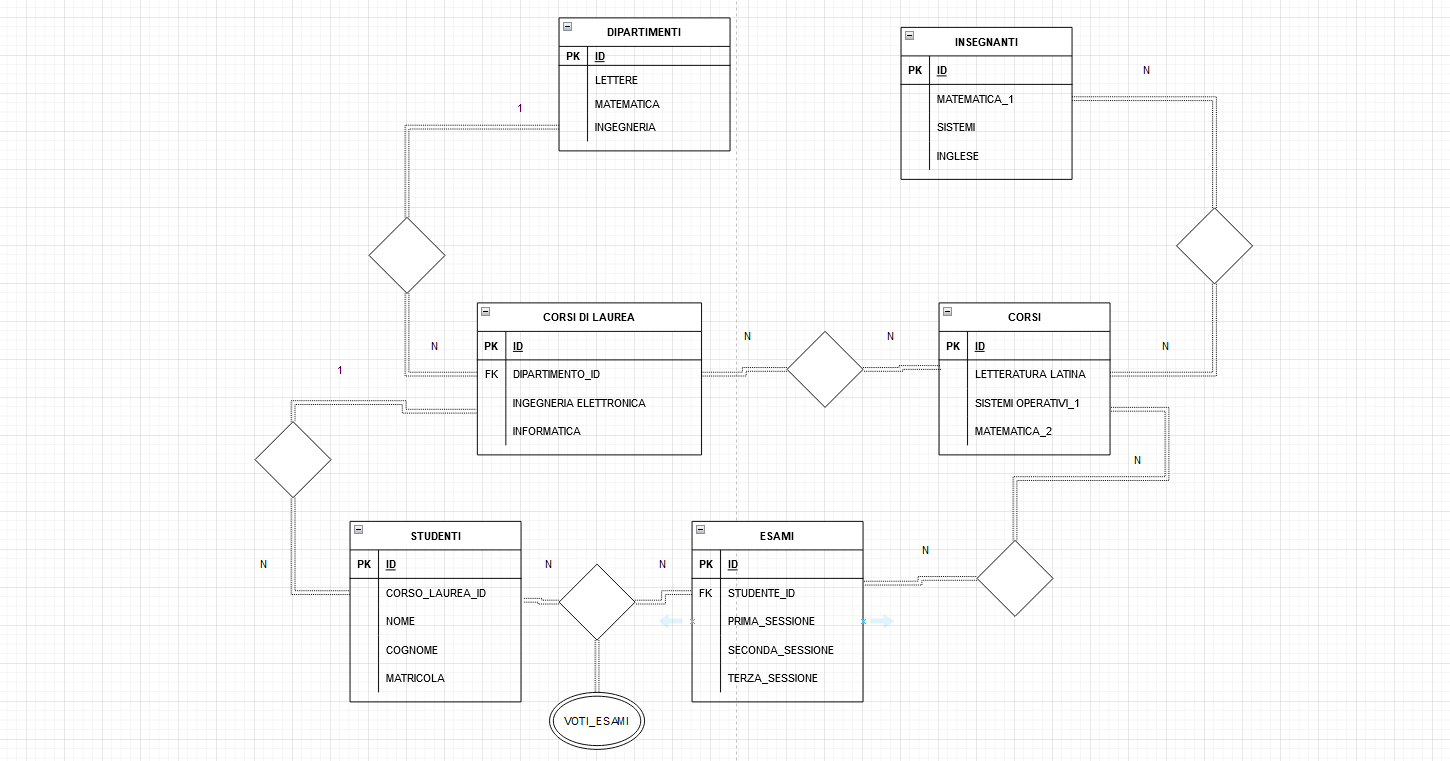 DIPARTIMENTI
PK ID
LETTERE
MATEMATICA
INGEGNERIA
1
INSEGNANTI
PK ID
MATEMATICA_1
SISTEMI
INGLESE
N
CORSI DI LAUREA
PK ID
FK DIPARTIMENTO_ID
INGEGNERIA ELETTRONICA
INFORMATICA
N
1
N
N
CORSI
PK ID
LETTERATURA LATINA
SISTEMI OPERATIVI_1
MATEMATICA_2
N
N
STUDENTI
PK ID
CORSO_LAUREA_ID
NOME
COGNOME
MATRICOLA
N
N
N
ESAMI
PK ID
FK STUDENTE_ID
PRIMA_SESSIONE
SECONDA_SESSIONE
TERZA_SESSIONE
N
VOTI_ESAMI